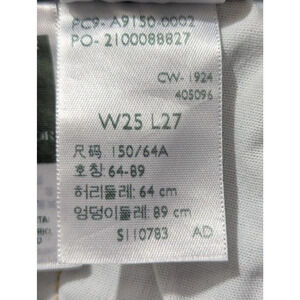 PC9- A9150.0002
PO- 2100088827
CW- 1924
405096
W25 L27
尺码 150/64A
호칭 64-89
허리둘레 64 cm
엉덩이둘레 89 cm
S110783 AD